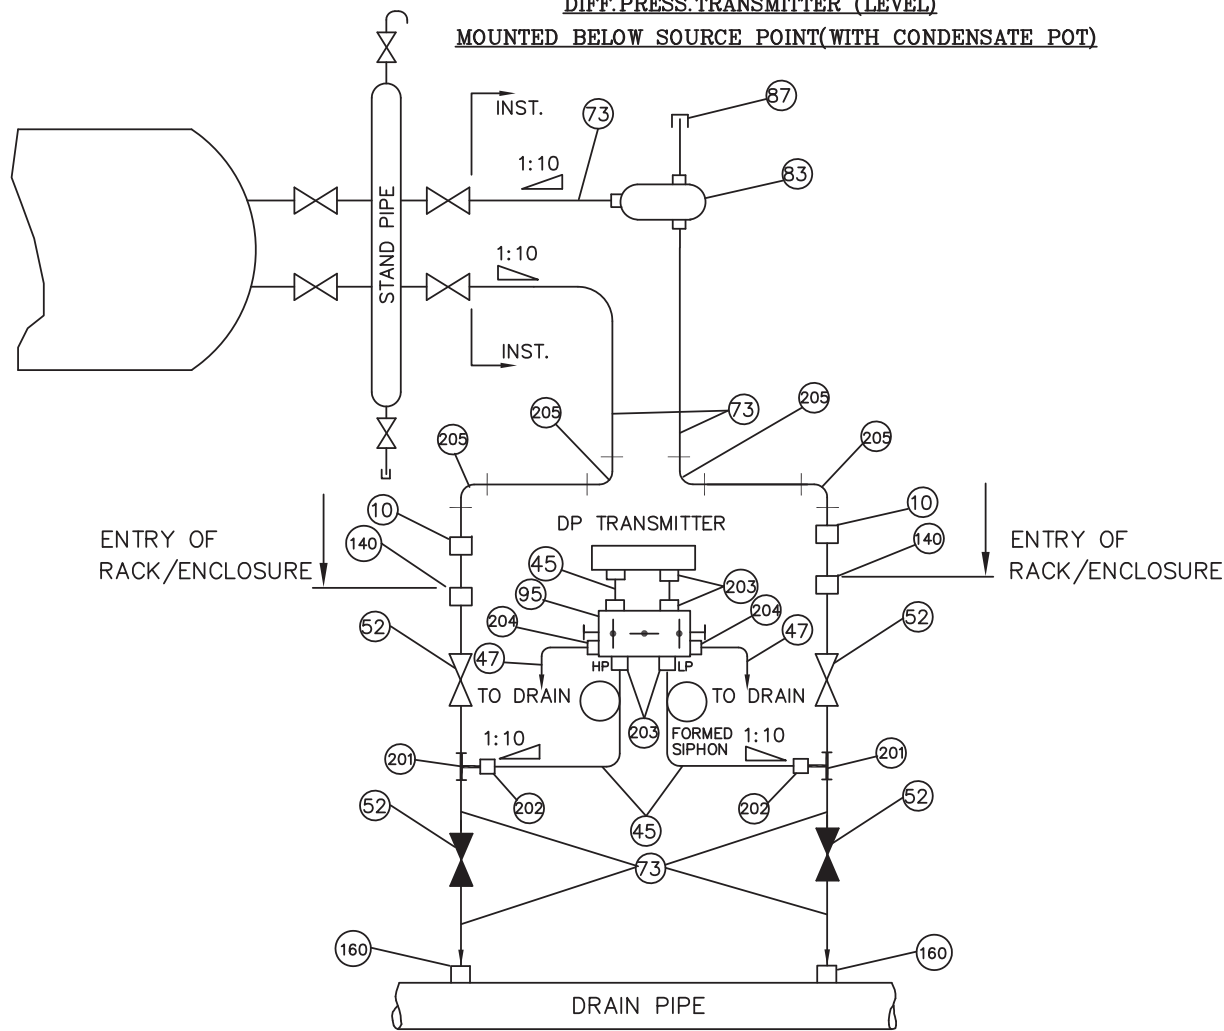 DIFF.PRESS.TRANSMITTER (LEVEL)
MOUNTED BELOW SOURCE POINT(WITH CONDENSATE POT)
87
INST.
73
1:10
83
STAND PIPE
1:10
INST.
205
73
205
205
205
10
10
DP TRANSMITTER
140
140
ENTRY OF
RACK/ENCLOSURE
ENTRY OF
RACK/ENCLOSURE
45
203
95
204
204
52
47
47
52
HP
LP
TO DRAIN
TO DRAIN
203
FORMED
SIPHON
1:10
1:10
201
201
202
202
52
52
45
73
160
160
DRAIN PIPE